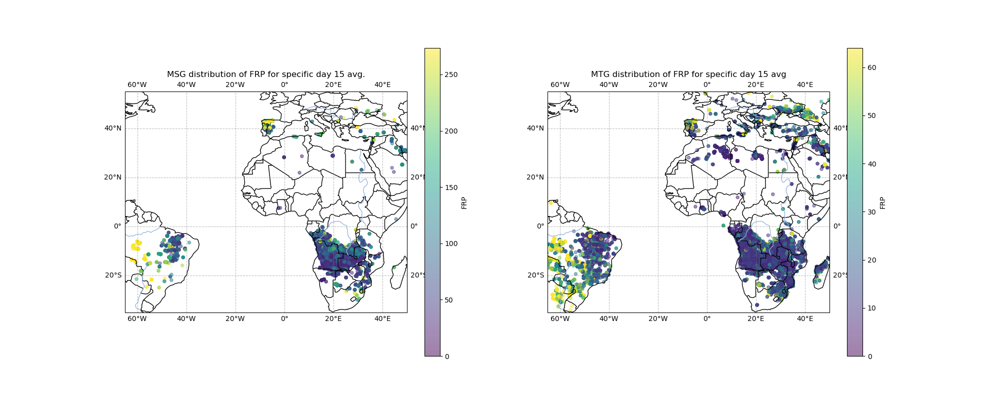 MSG distribution of FRP for specific day 15 avg.
60°W 40°W 20°W 0° 20°E 40°E
40°N 40°N
20°N 20°N
0° 0°
20°S 20°S
60°W 40°W 20°W 0° 20°E 40°E
250
200
150
100
50
0
FRP
MTG distribution of FRP for specific day 15 avg
60°W 40°W 20°W 0° 20°E 40°E
40°N 40°N
20°N 20°N
0° 0°
20°S 20°S
60°W 40°W 20°W 0° 20°E 40°E
60
50
40
30
20
10
0
FRP